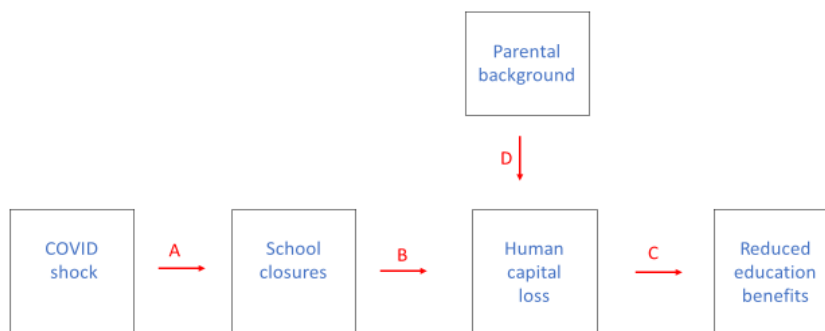 Parental
background
D
COVID
shock
A
School
closures
B
Human
capital
loss
C
Reduced
education
benefits